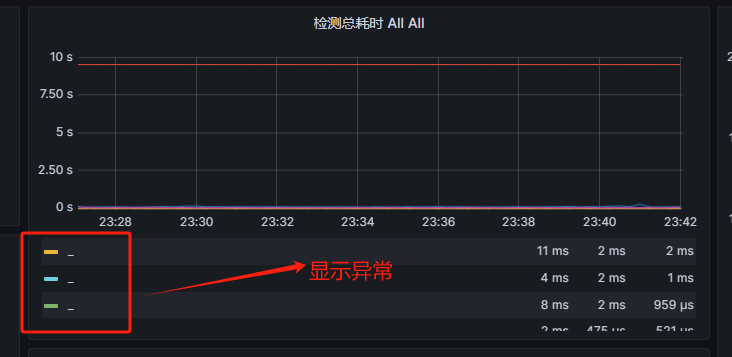 检测总耗时 All All
10 s
7.50 s
5 s
2.50 s
0 s
23:28 23:30 23:32 23:34 23:36 23:38 23:40 23:42
_ 11 ms 2 ms 2 ms
_ 4 ms 2 ms 1 ms
_ 8 ms 2 ms 959 µs
2 ms 475 µs 521 µs
显示异常